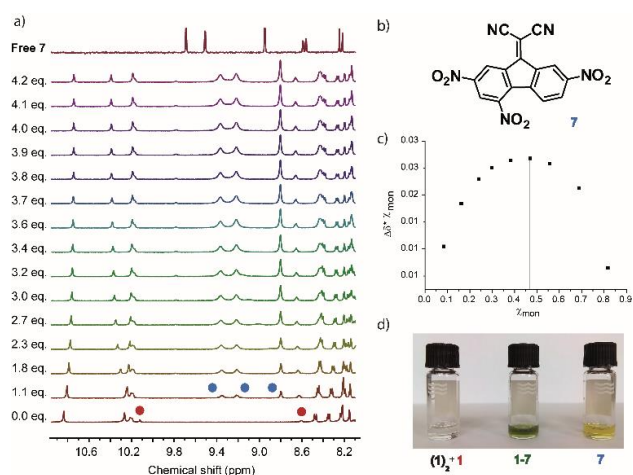 a)
Free 7
4.2 eq.
4.1 eq.
4.0 eq.
3.9 eq.
3.8 eq.
3.7 eq.
3.6 eq.
3.4 eq.
3.2 eq.
3.0 eq.
2.7 eq.
2.3 eq.
1.8 eq.
1.1 eq.
0.0 eq.
10.6 10.2 9.8 9.4 9.0 8.6 8.2
Chemical shift (ppm)
b)
NC CN
O₂N NO₂
NO₂
7
c)
0.03
0.02
0.01
0.01
Δδ* χmon
0.0 0.1 0.2 0.3 0.4 0.5 0.6 0.7 0.8 0.9
χmon
d)
(1)₂+1 1-7 7